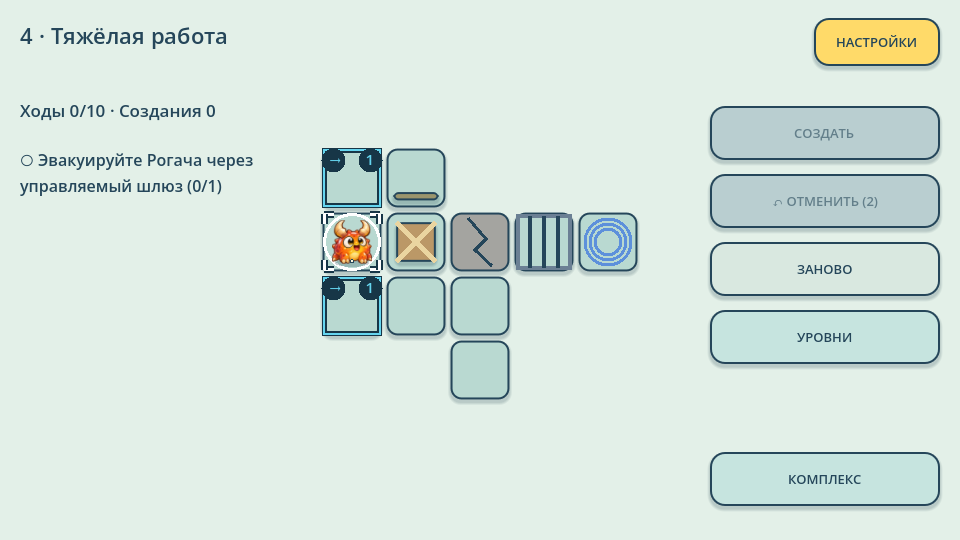 4 · Тяжёлая работа
НАСТРОЙКИ
Ходы 0/10 · Создания 0
○ Эвакуируйте Рогача через
управляемый шлюз (0/1)
→ 1
→ 1
СОЗДАТЬ
⤺ ОТМЕНИТЬ (2)
ЗАНОВО
УРОВНИ
КОМПЛЕКС